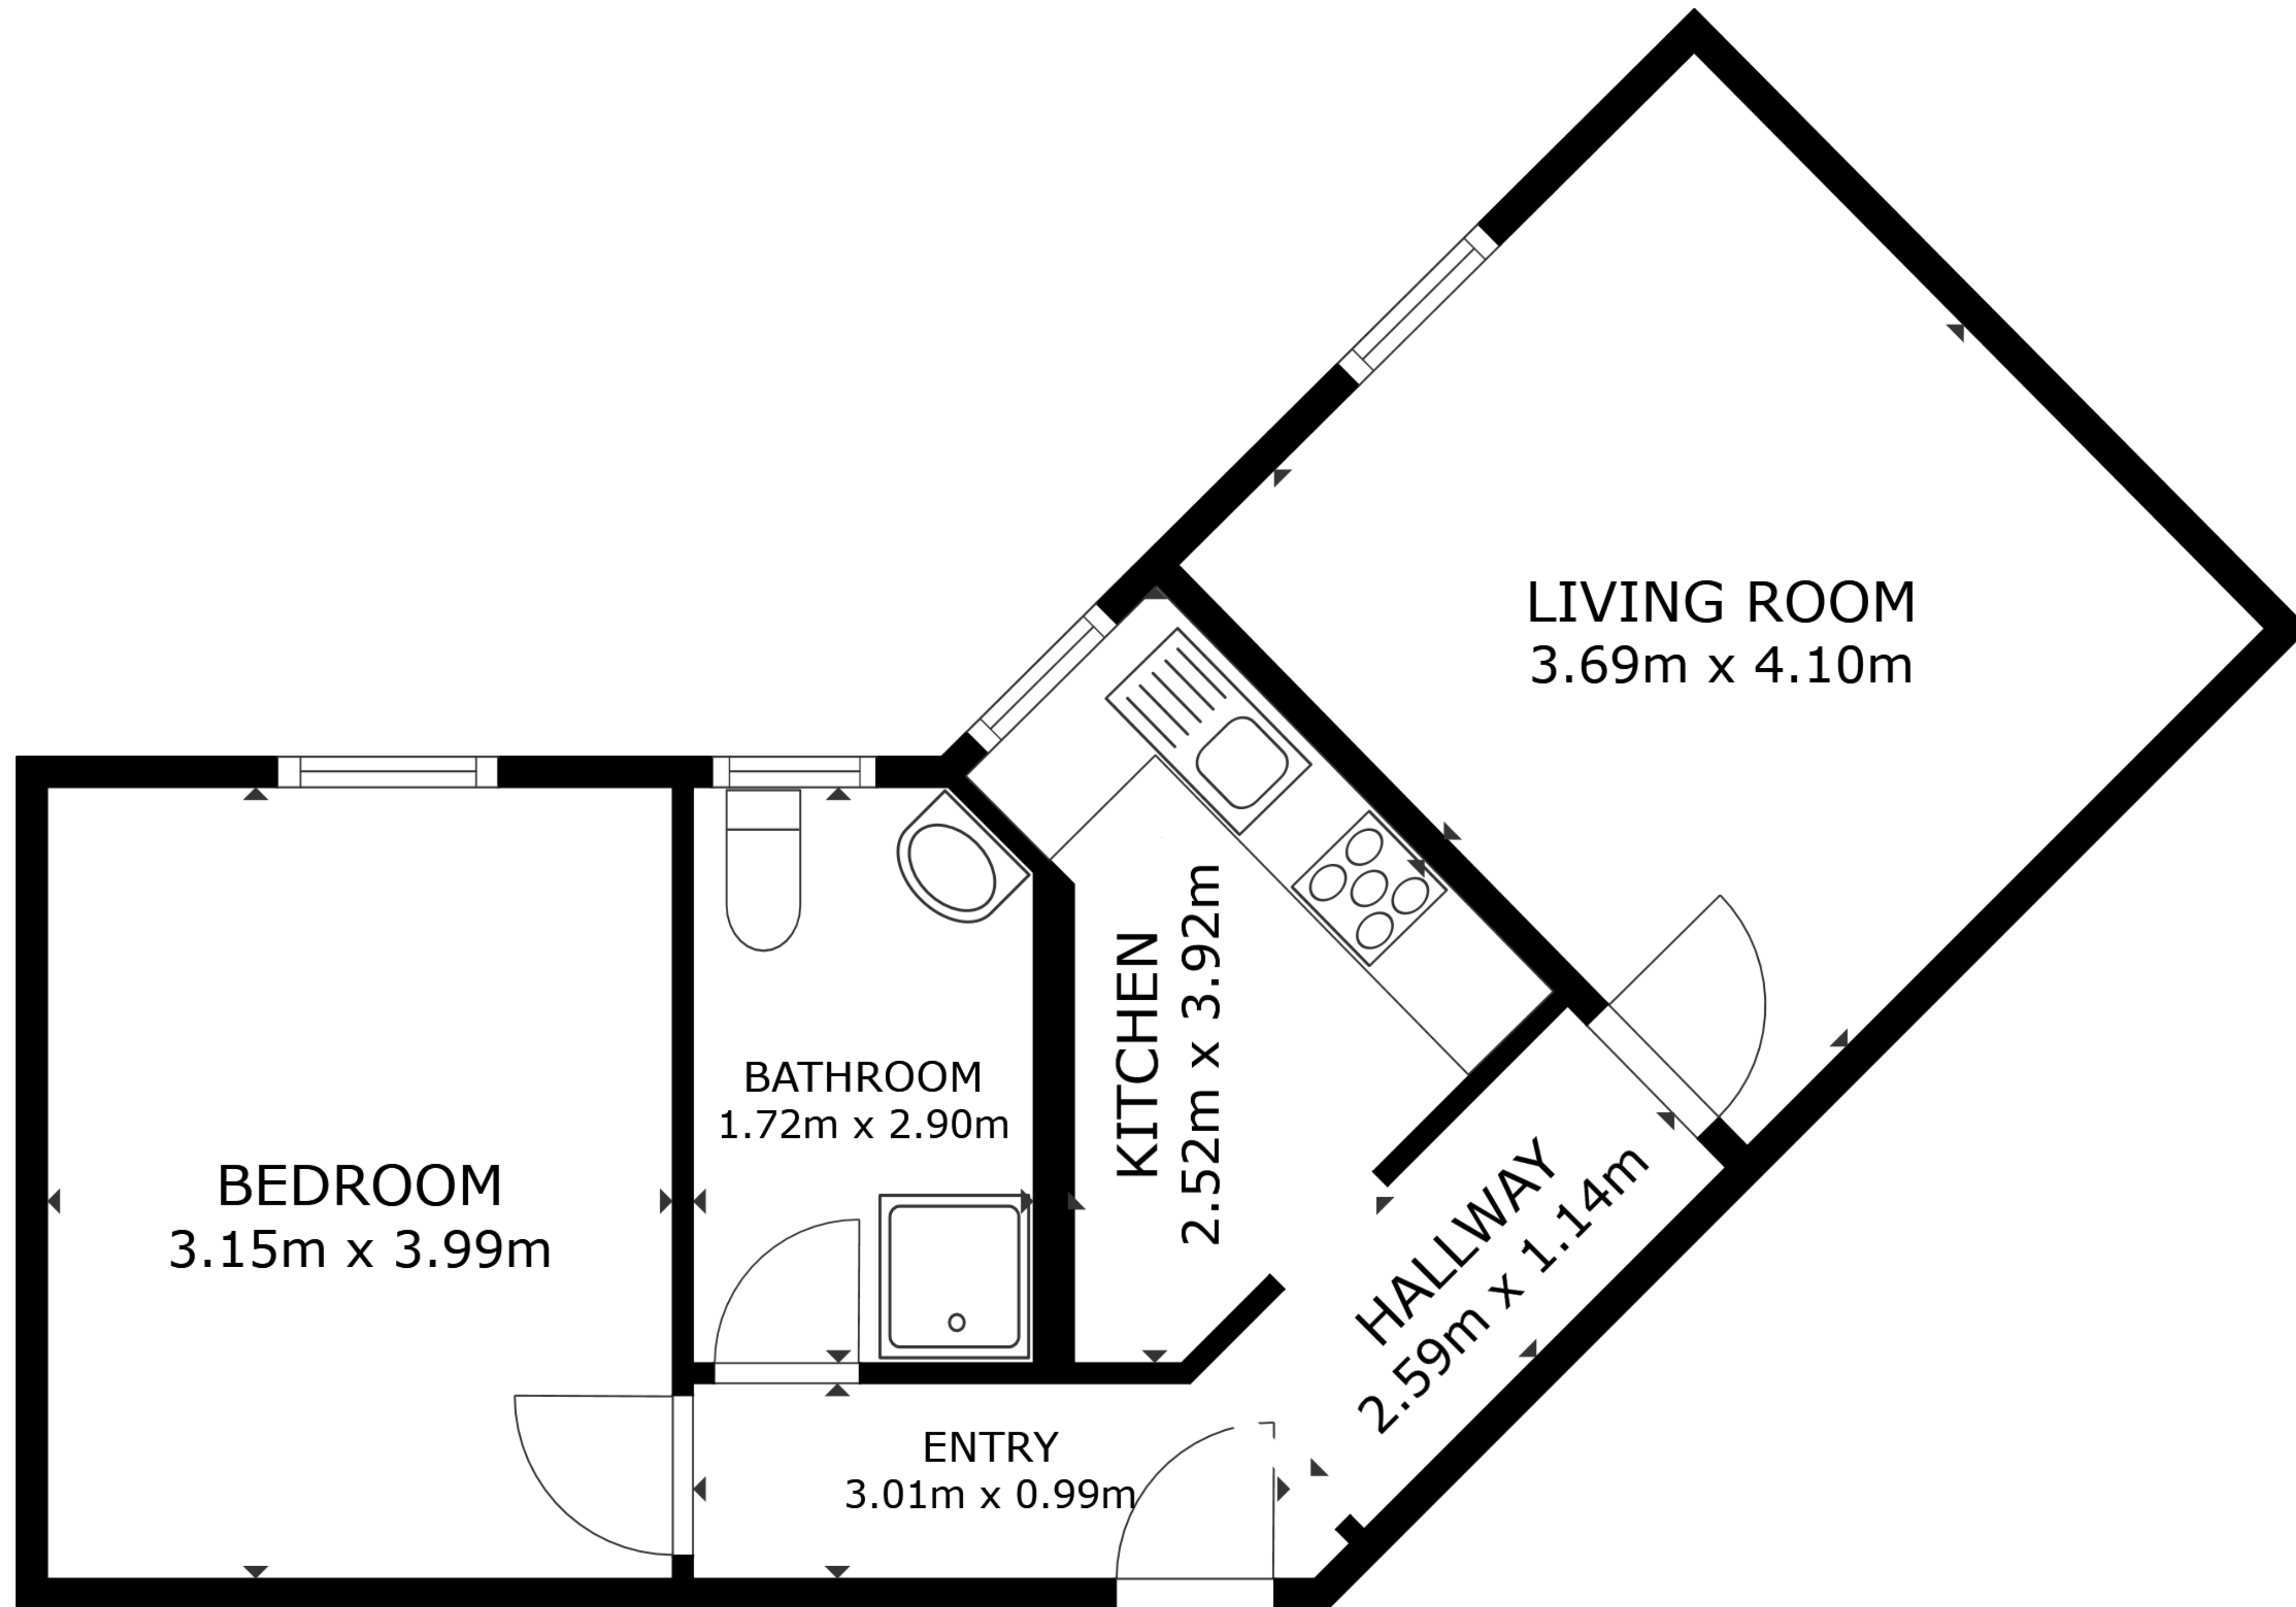 LIVING ROOM
3.69m x 4.10m
KITCHEN
2.52m x 3.92m
BATHROOM
1.72m x 2.90m
BEDROOM
3.15m x 3.99m
HALLWAY
2.59m x 1.14m
ENTRY
3.01m x 0.99m